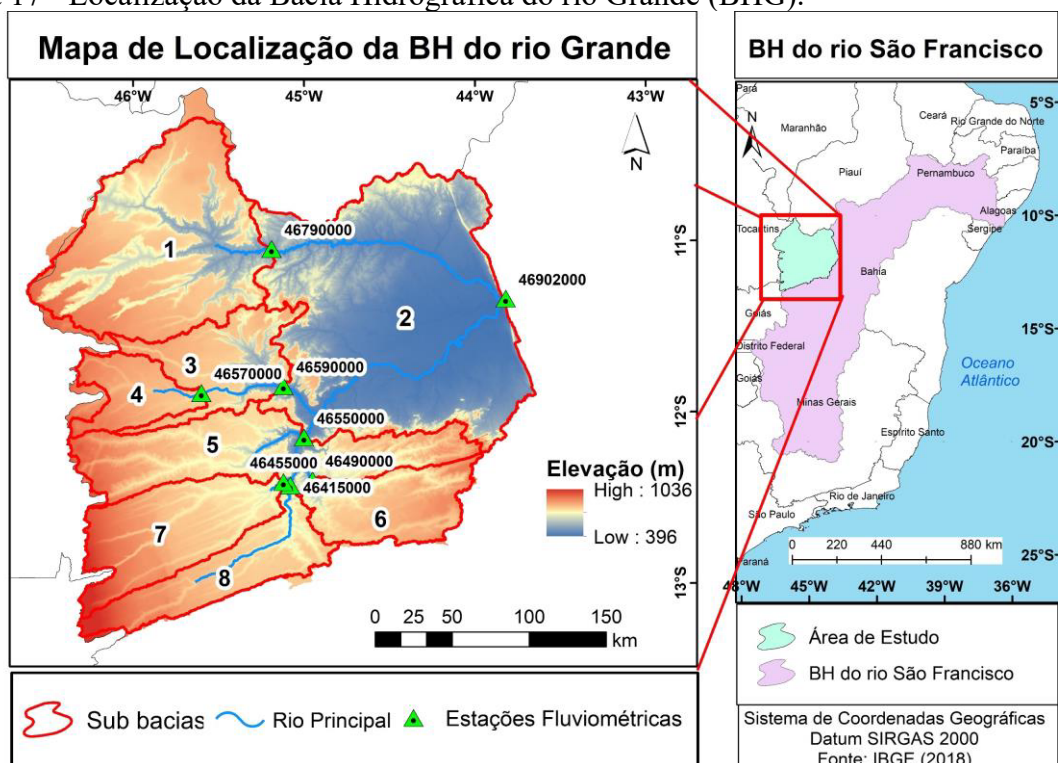 17 - Localização da Bacia Hidrográfica do rio Grande (BHG).
Mapa de Localização da BH do rio Grande
46°W
45°W
44°W
43°W
N
11°S
12°S
13°S
46790000
46902000
1
2
3
46570000
46590000
4
46550000
5
46455000
46490000
46415000
6
7
8
Elevação (m)
High : 1036
Low : 396
0 25 50 100 150
km
Sub bacias
Rio Principal
Estações Fluviométricas
BH do rio São Francisco
Pará
Maranhão
Ceará
Rio Grande do Norte
Paraíba
Piauí
Pernambuco
Alagoas
Sergipe
Tocantins
Bahia
Goiás
Distrito Federal
Goiás
Minas Gerais
Espírito Santo
Rio de Janeiro
São Paulo
Paraná
Oceano
Atlântico
N
5°S
10°S
15°S
20°S
25°S
0 220 440 880 km
48°W
45°W
42°W
39°W
36°W
Área de Estudo
BH do rio São Francisco
Sistema de Coordenadas Geográficas
Datum SIRGAS 2000
Fonte: IBGE (2018)